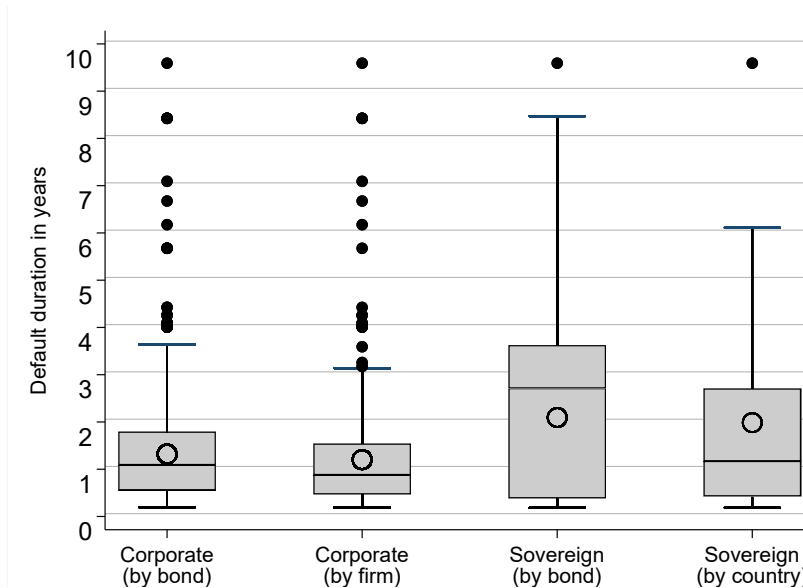 10
9
8
7
6
5
4
3
2
1
0
Default duration in years
Corporate
(by bond)
Corporate
(by firm)
Sovereign
(by bond)
Sovereign
(by country)